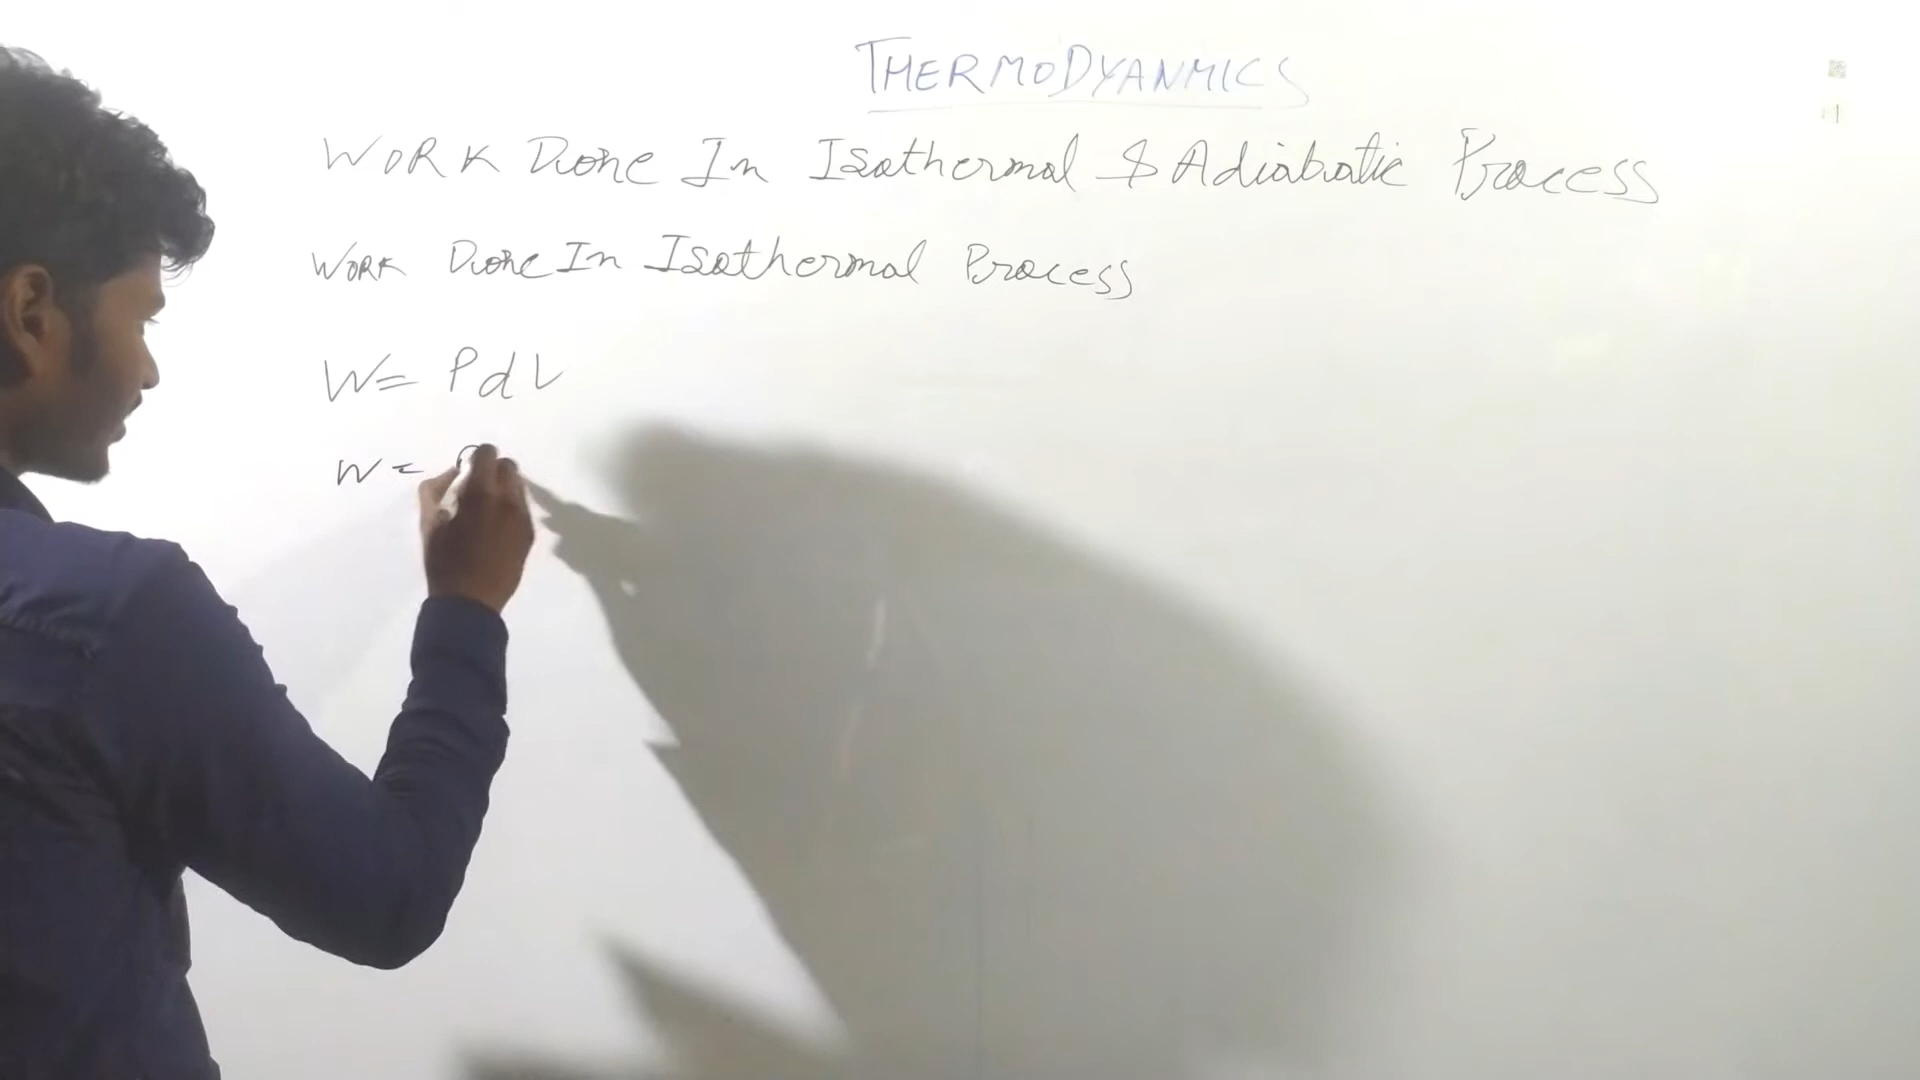 THERMODYANMICS
WORK Done In Isothermal & Adiabatic Process
WORK Done In Isothermal Process
W= PdV
W=